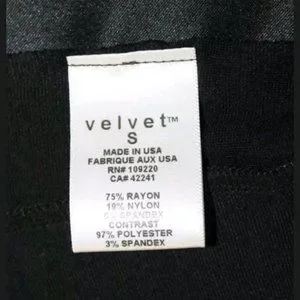 velvet™
S
MADE IN USA
FABRIQUE AUX USA
RN# 109220
CA# 42241
75% RAYON
19% NYLON
6% SPANDEX
CONTRAST
97% POLYESTER
3% SPANDEX